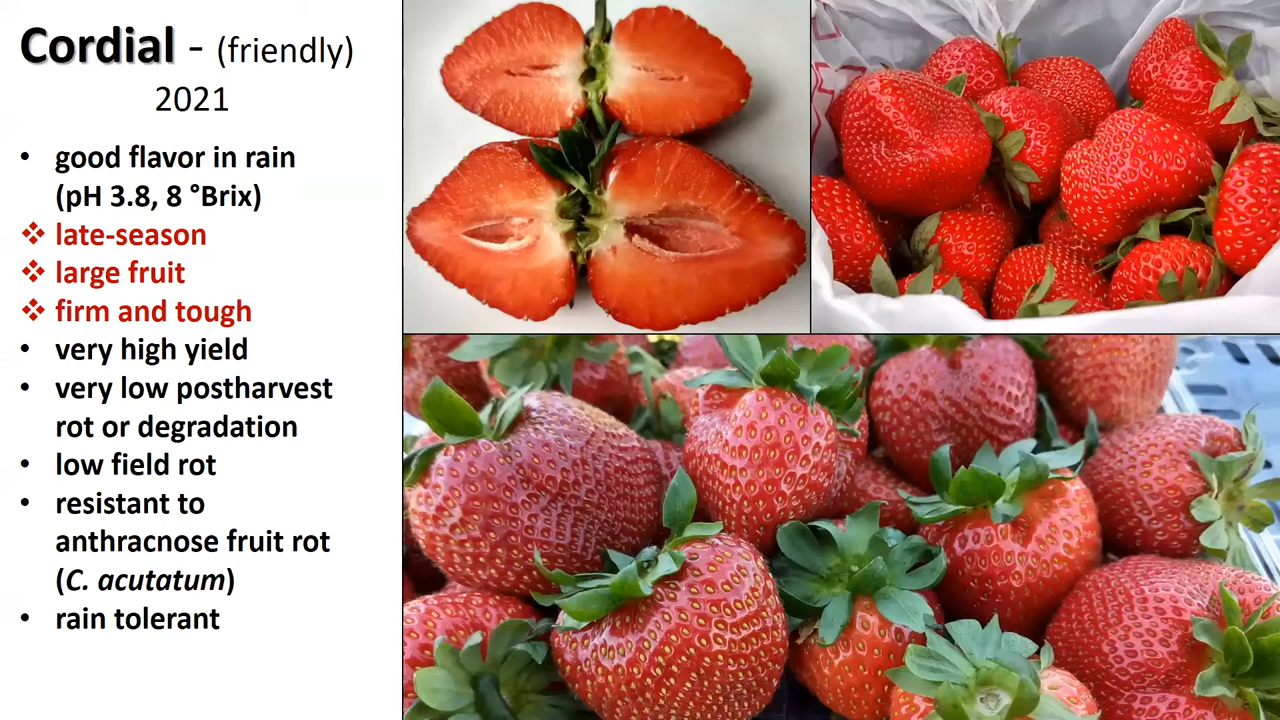 Cordial - (friendly)
2021
• good flavor in rain
(pH 3.8, 8 °Brix)
❖ late-season
❖ large fruit
❖ firm and tough
• very high yield
• very low postharvest
rot or degradation
• low field rot
• resistant to
anthracnose fruit rot
(C. acutatum)
• rain tolerant